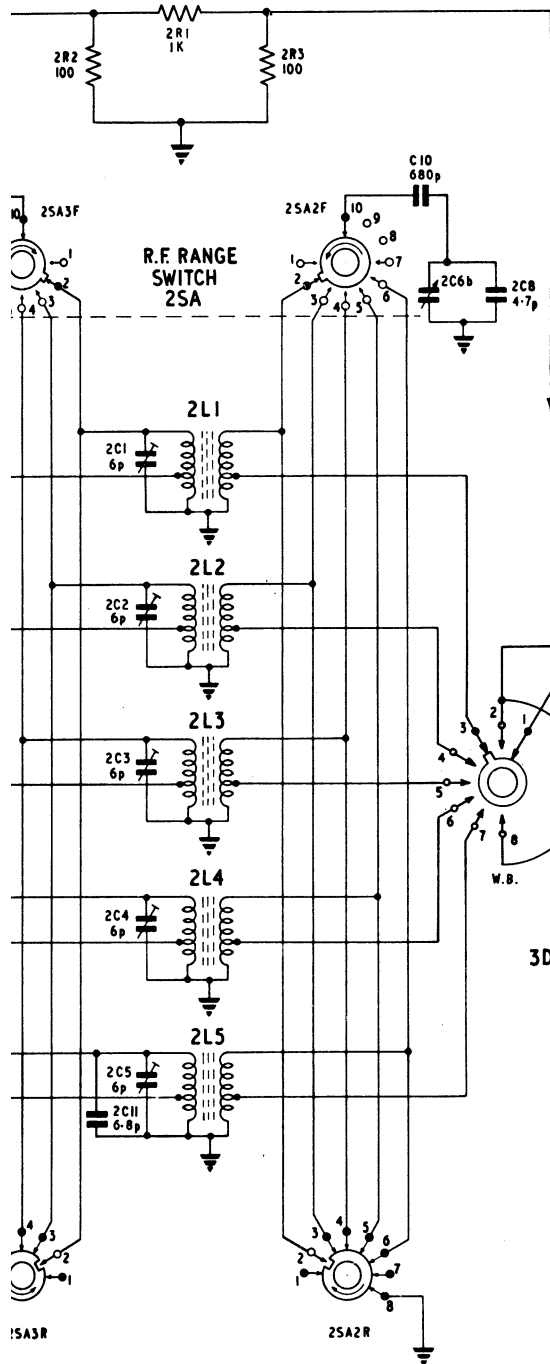 2R1
1K
2R2
100
2R3
100
C10
680p
10
2SA3F
2SA2F
10
9
8
7
6
5
4
3
2
1
1
2
3
4
R.F. RANGE
SWITCH
2SA
2C6b
2C8
4·7p
2L1
2C1
6p
2L2
2C2
6p
2L3
2C3
6p
2L4
2C4
6p
2L5
2C5
6p
2C11
6·8p
1
2
3
4
5
6
7
8
W.B.
3D
4
3
2
1
2
3
4
5
6
7
8
1
2SA3R
2SA2R